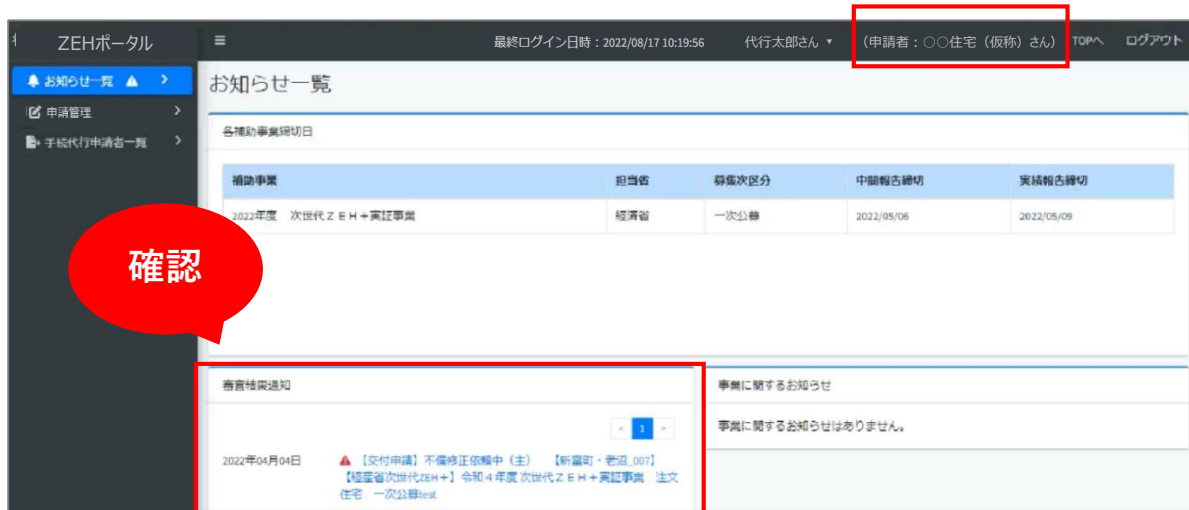 ZEHポータル
最終ログイン日時：2022/08/17 10:19:56 代行太郎さん ▾ (申請者：○○住宅（仮称）さん) TOPへ ログアウト
お知らせ一覧
申請管理
手続代行申請者一覧
お知らせ一覧
各補助事業締切日
補助事業 担当省 募集次区分 中間報告締切 実績報告締切
2022年度 次世代ＺＥＨ＋実証事業 経済省 一次公募 2022/05/06 2022/05/09
確認
審査結果通知
事業に関するお知らせ
< 1 >
事業に関するお知らせはありません。
2022年04月04日 【交付申請】不備修正依頼中（主） 【新富町・老沼_007】
【経産省次世代ZEH+】令和４年度 次世代ＺＥＨ＋実証事業 注文
住宅 一次公募test